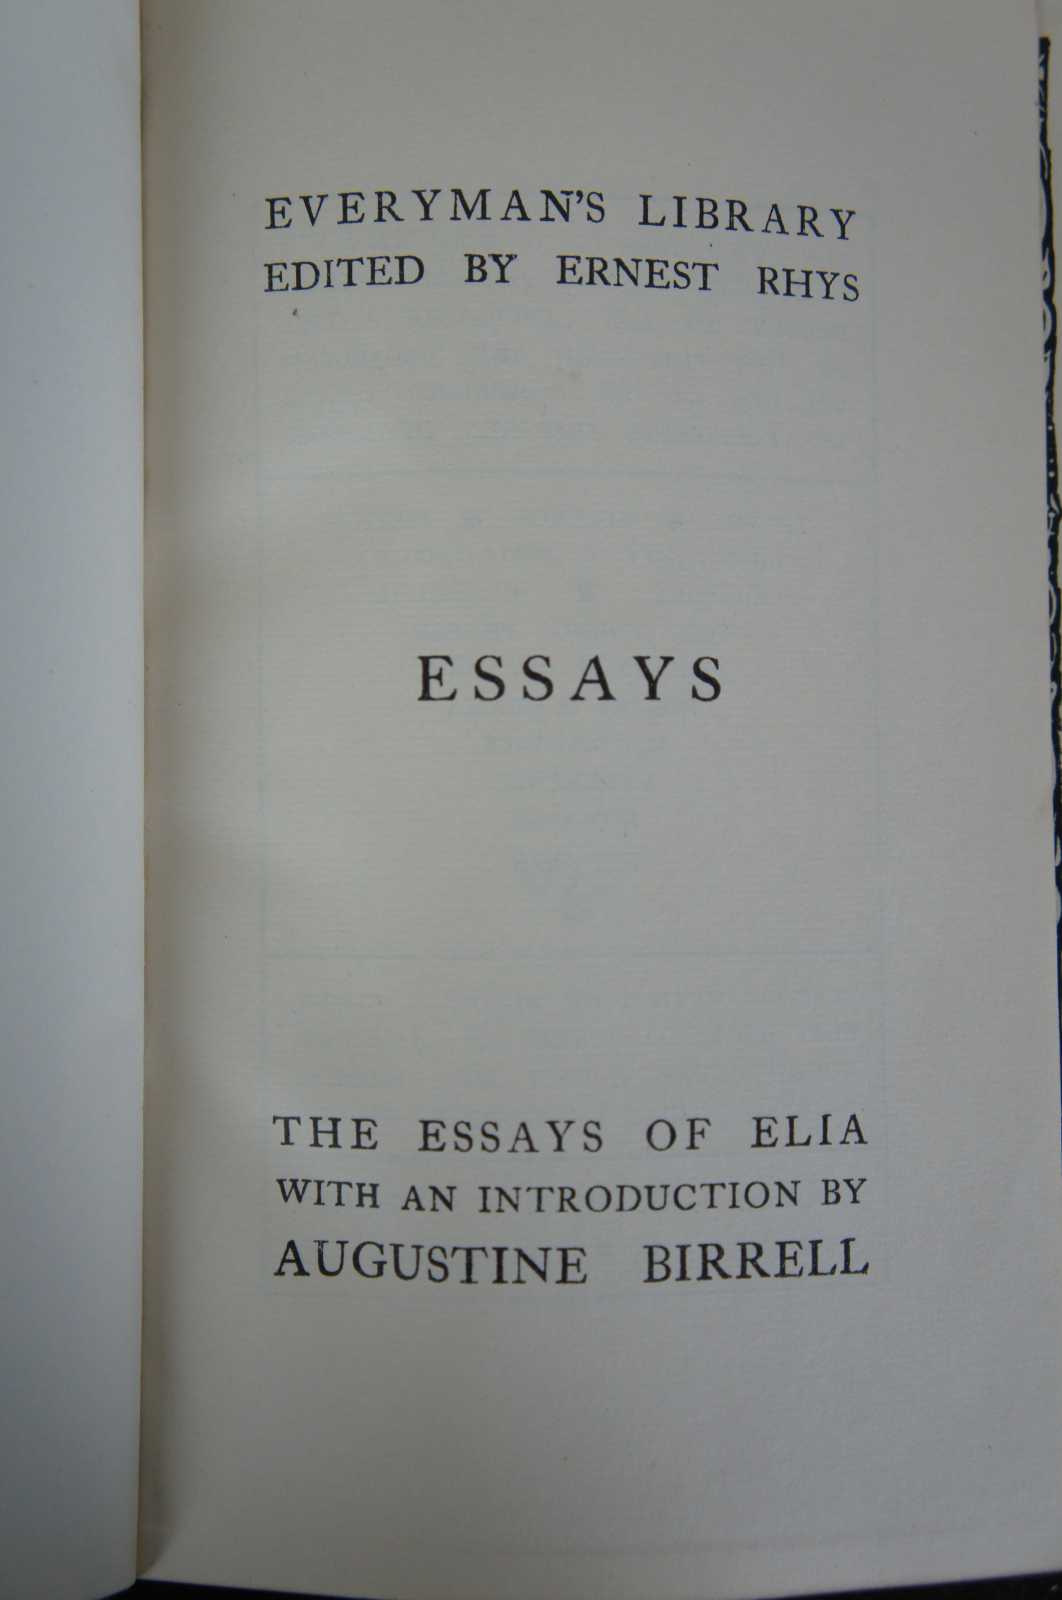 EVERYMAN'S LIBRARY
EDITED BY ERNEST RHYS
ESSAYS
THE ESSAYS OF ELIA
WITH AN INTRODUCTION BY
AUGUSTINE BIRRELL